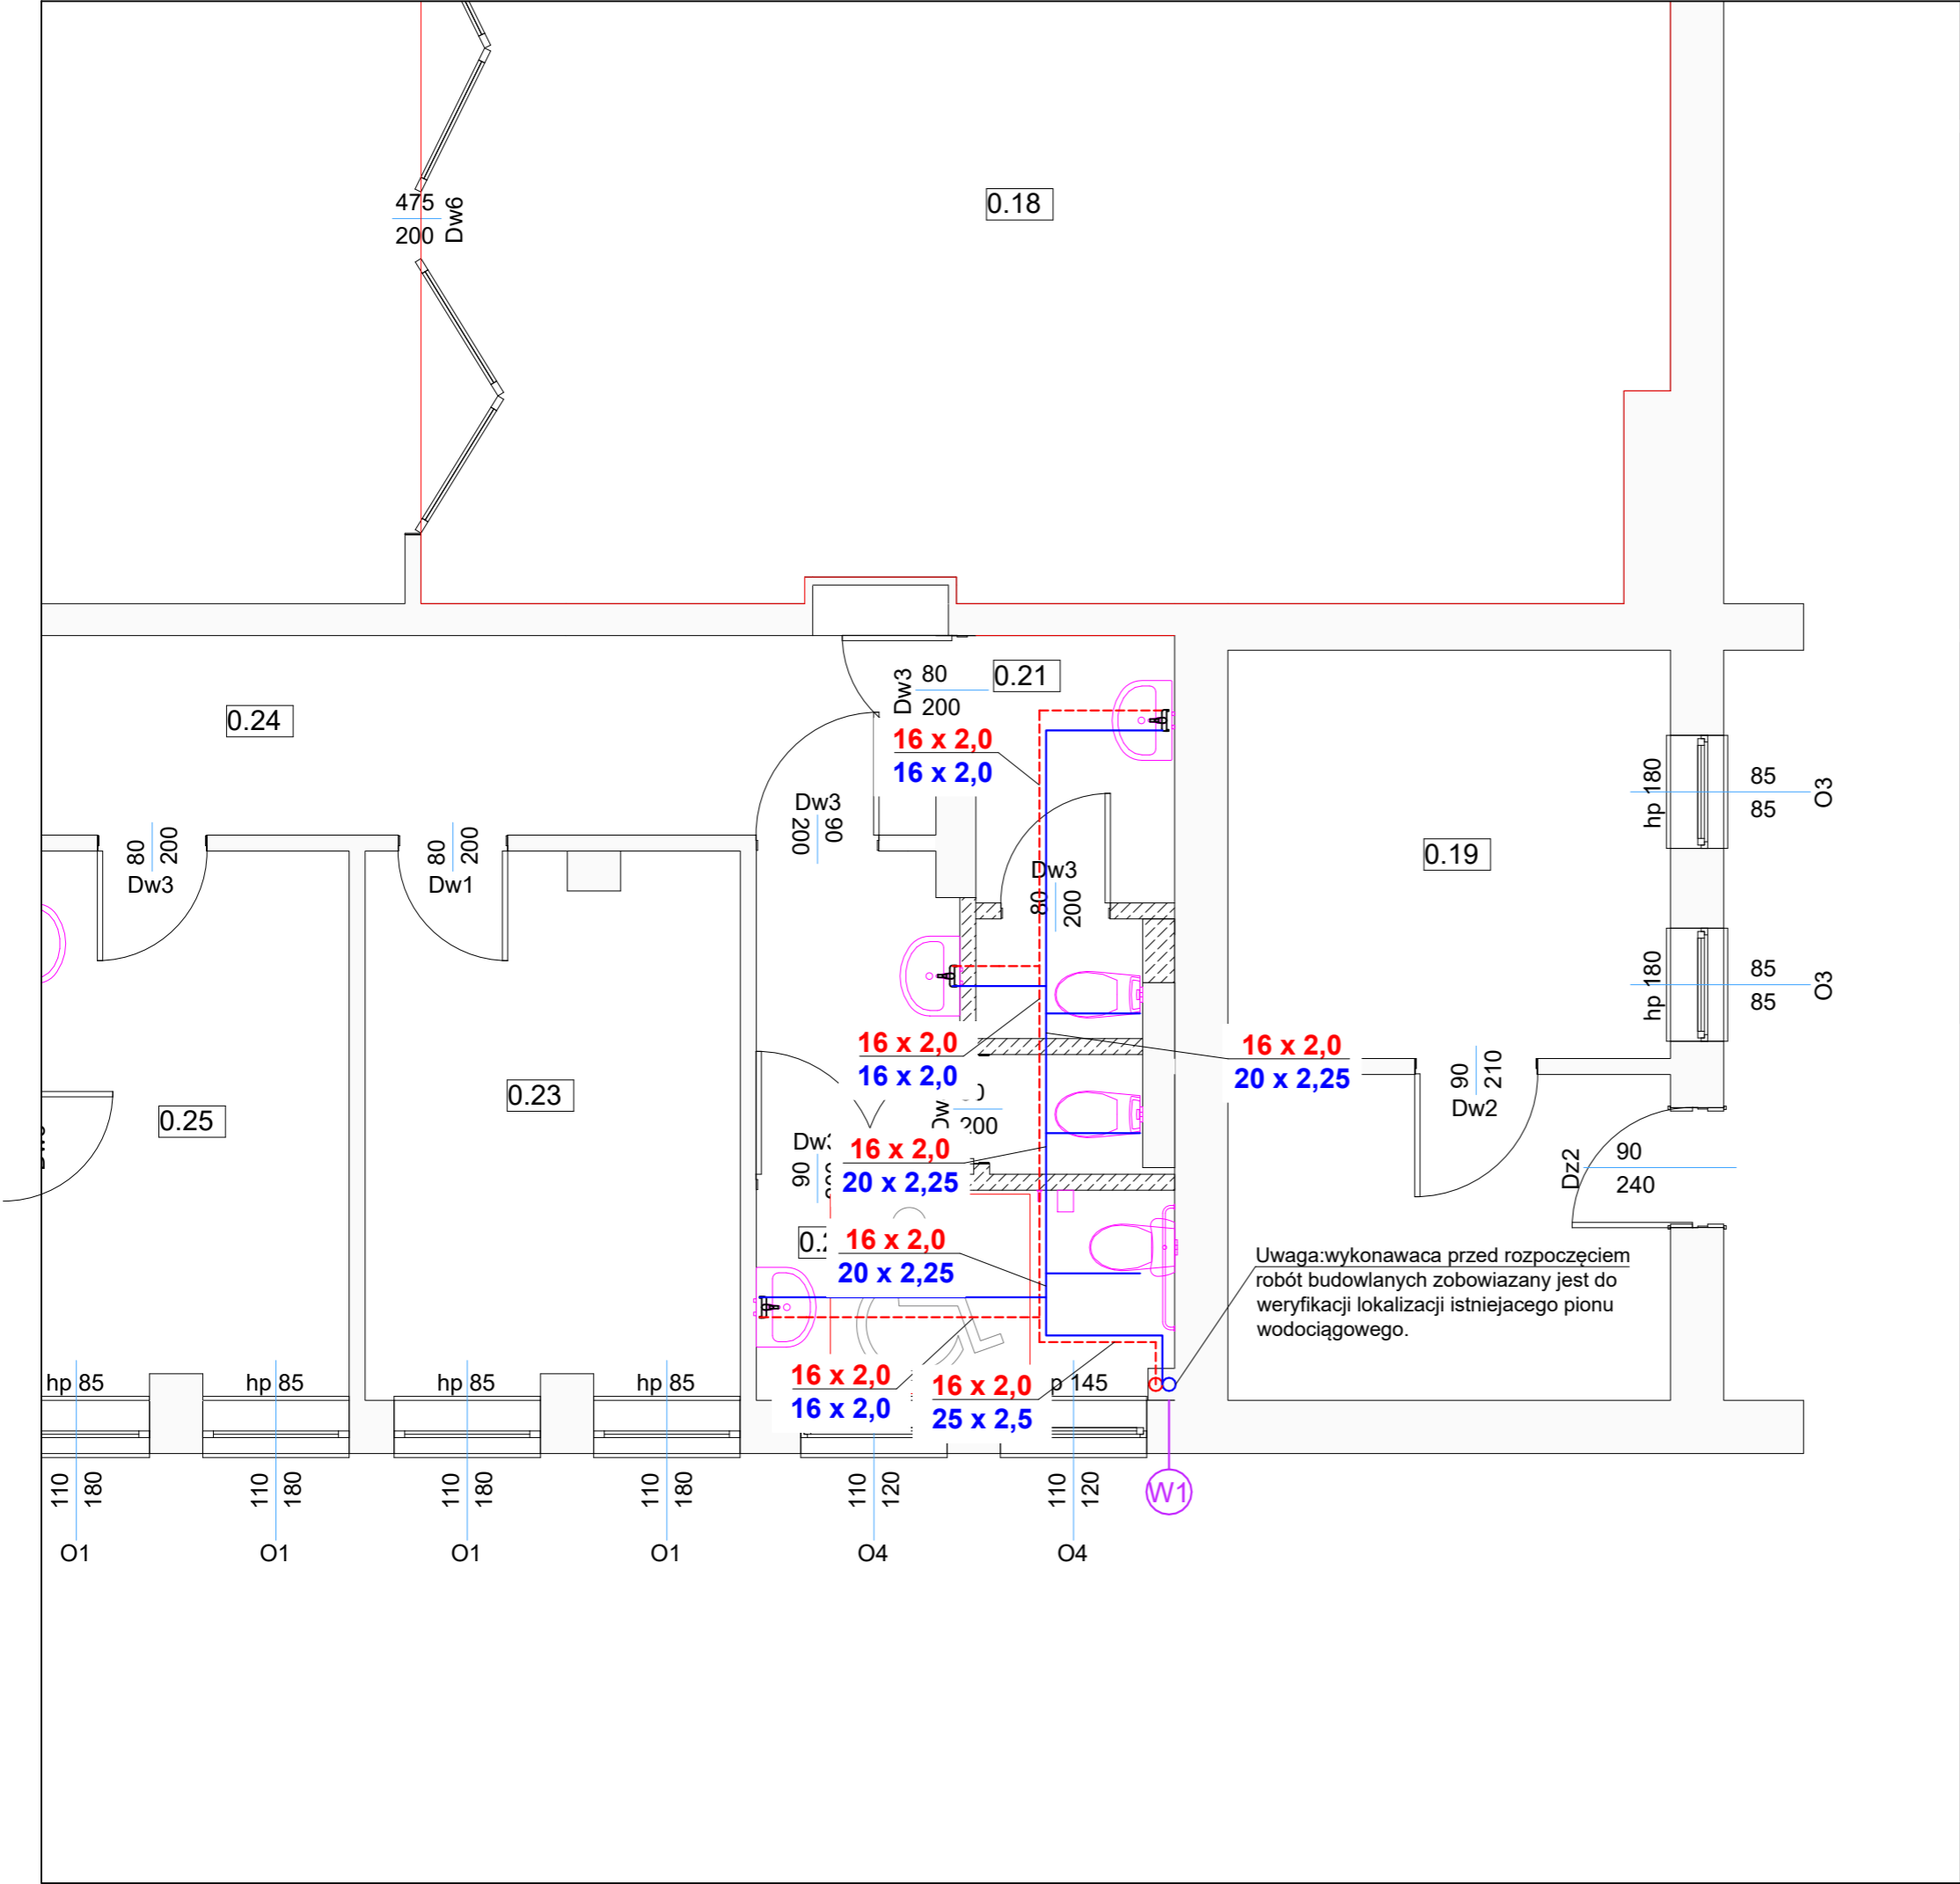 475
200
Dw6
0.18
0.24
Dw3
80
200
0.21
16 x 2,0
16 x 2,0
Dw3
90
200
80
200
Dw3
80
200
Dw1
Dw3
80
200
hp 180
85
85
O3
0.19
hp 180
85
85
O3
16 x 2,0
16 x 2,0
16 x 2,0
20 x 2,25
90
210
Dw2
0.23
0.25
200
16 x 2,0
20 x 2,25
Dz2
90
240
16 x 2,0
20 x 2,25
Uwaga:wykonawaca przed rozpoczęciem
robót budowlanych zobowiazany jest do
weryfikacji lokalizacji istniejacego pionu
wodociągowego.
hp 85
hp 85
hp 85
hp 85
16 x 2,0
16 x 2,0
16 x 2,0
25 x 2,5
145
110
180
110
180
110
180
110
180
110
120
110
120
W1
O1
O1
O1
O1
O4
O4